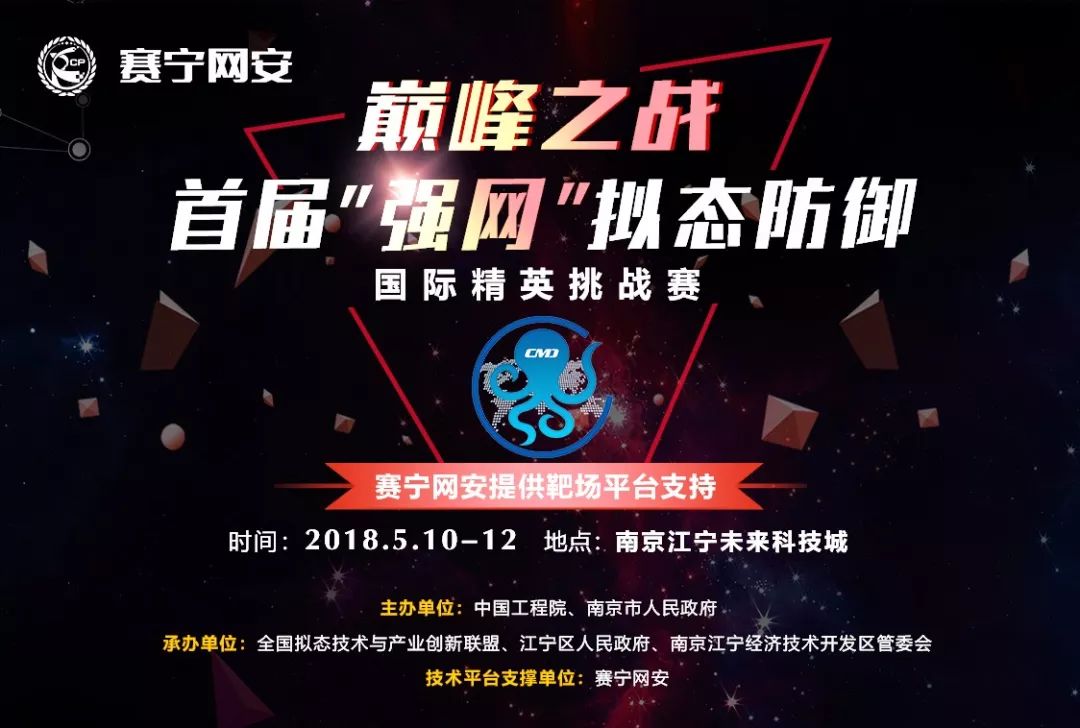 CP
赛宁网安
巅峰之战
首届"强网"拟态防御
国际精英挑战赛
CMD
赛宁网安提供靶场平台支持
时间：2018.5.10-12 地点：南京江宁未来科技城
主办单位：中国工程院、南京市人民政府
承办单位：全国拟态技术与产业创新联盟、江宁区人民政府、南京江宁经济技术开发区管委会
技术平台支撑单位：赛宁网安